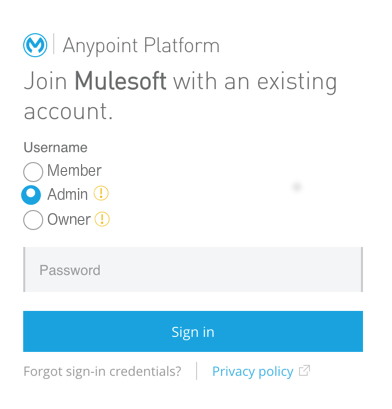 Anypoint Platform
Join Mulesoft with an existing
account.
Username
Member
Admin
Owner
Password
Sign in
Forgot sign-in credentials? Privacy policy